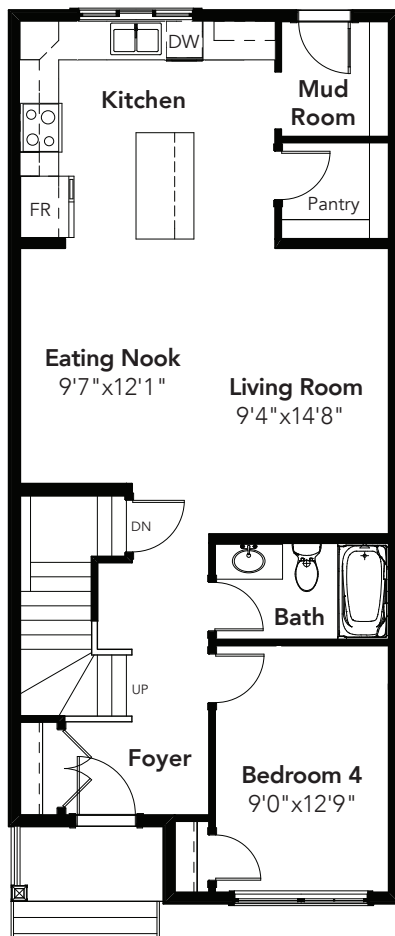 DW
Kitchen
Mud
Room
FR
Pantry
Eating Nook
9'7"x12'1"
Living Room
9'4"x14'8"
DN
Bath
UP
Foyer
Bedroom 4
9'0"x12'9"